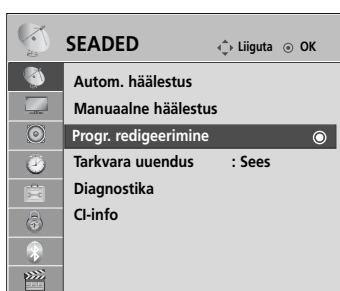 SEADED Liiguta OK
Autom. häälestus
Manuaalne häälestus
Progr. redigeerimine
Tarkvara uuendus : Sees
Diagnostika
CI-info